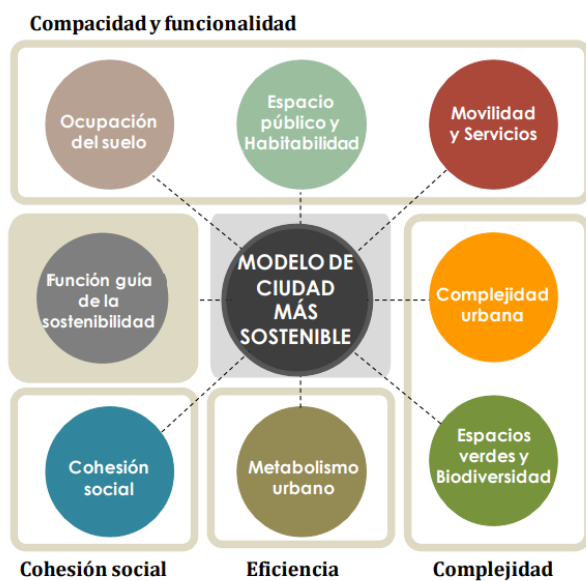 Compacidad y funcionalidad
Ocupación
del suelo
Espacio
público y
Habitabilidad
Movilidad
y Servicios
Función guía
de la
sostenibilidad
MODELO DE
CIUDAD
MÁS
SOSTENIBLE
Complejidad
urbana
Cohesión
social
Metabolismo
urbano
Espacios
verdes y
Biodiversidad
Cohesión social
Eficiencia
Complejidad